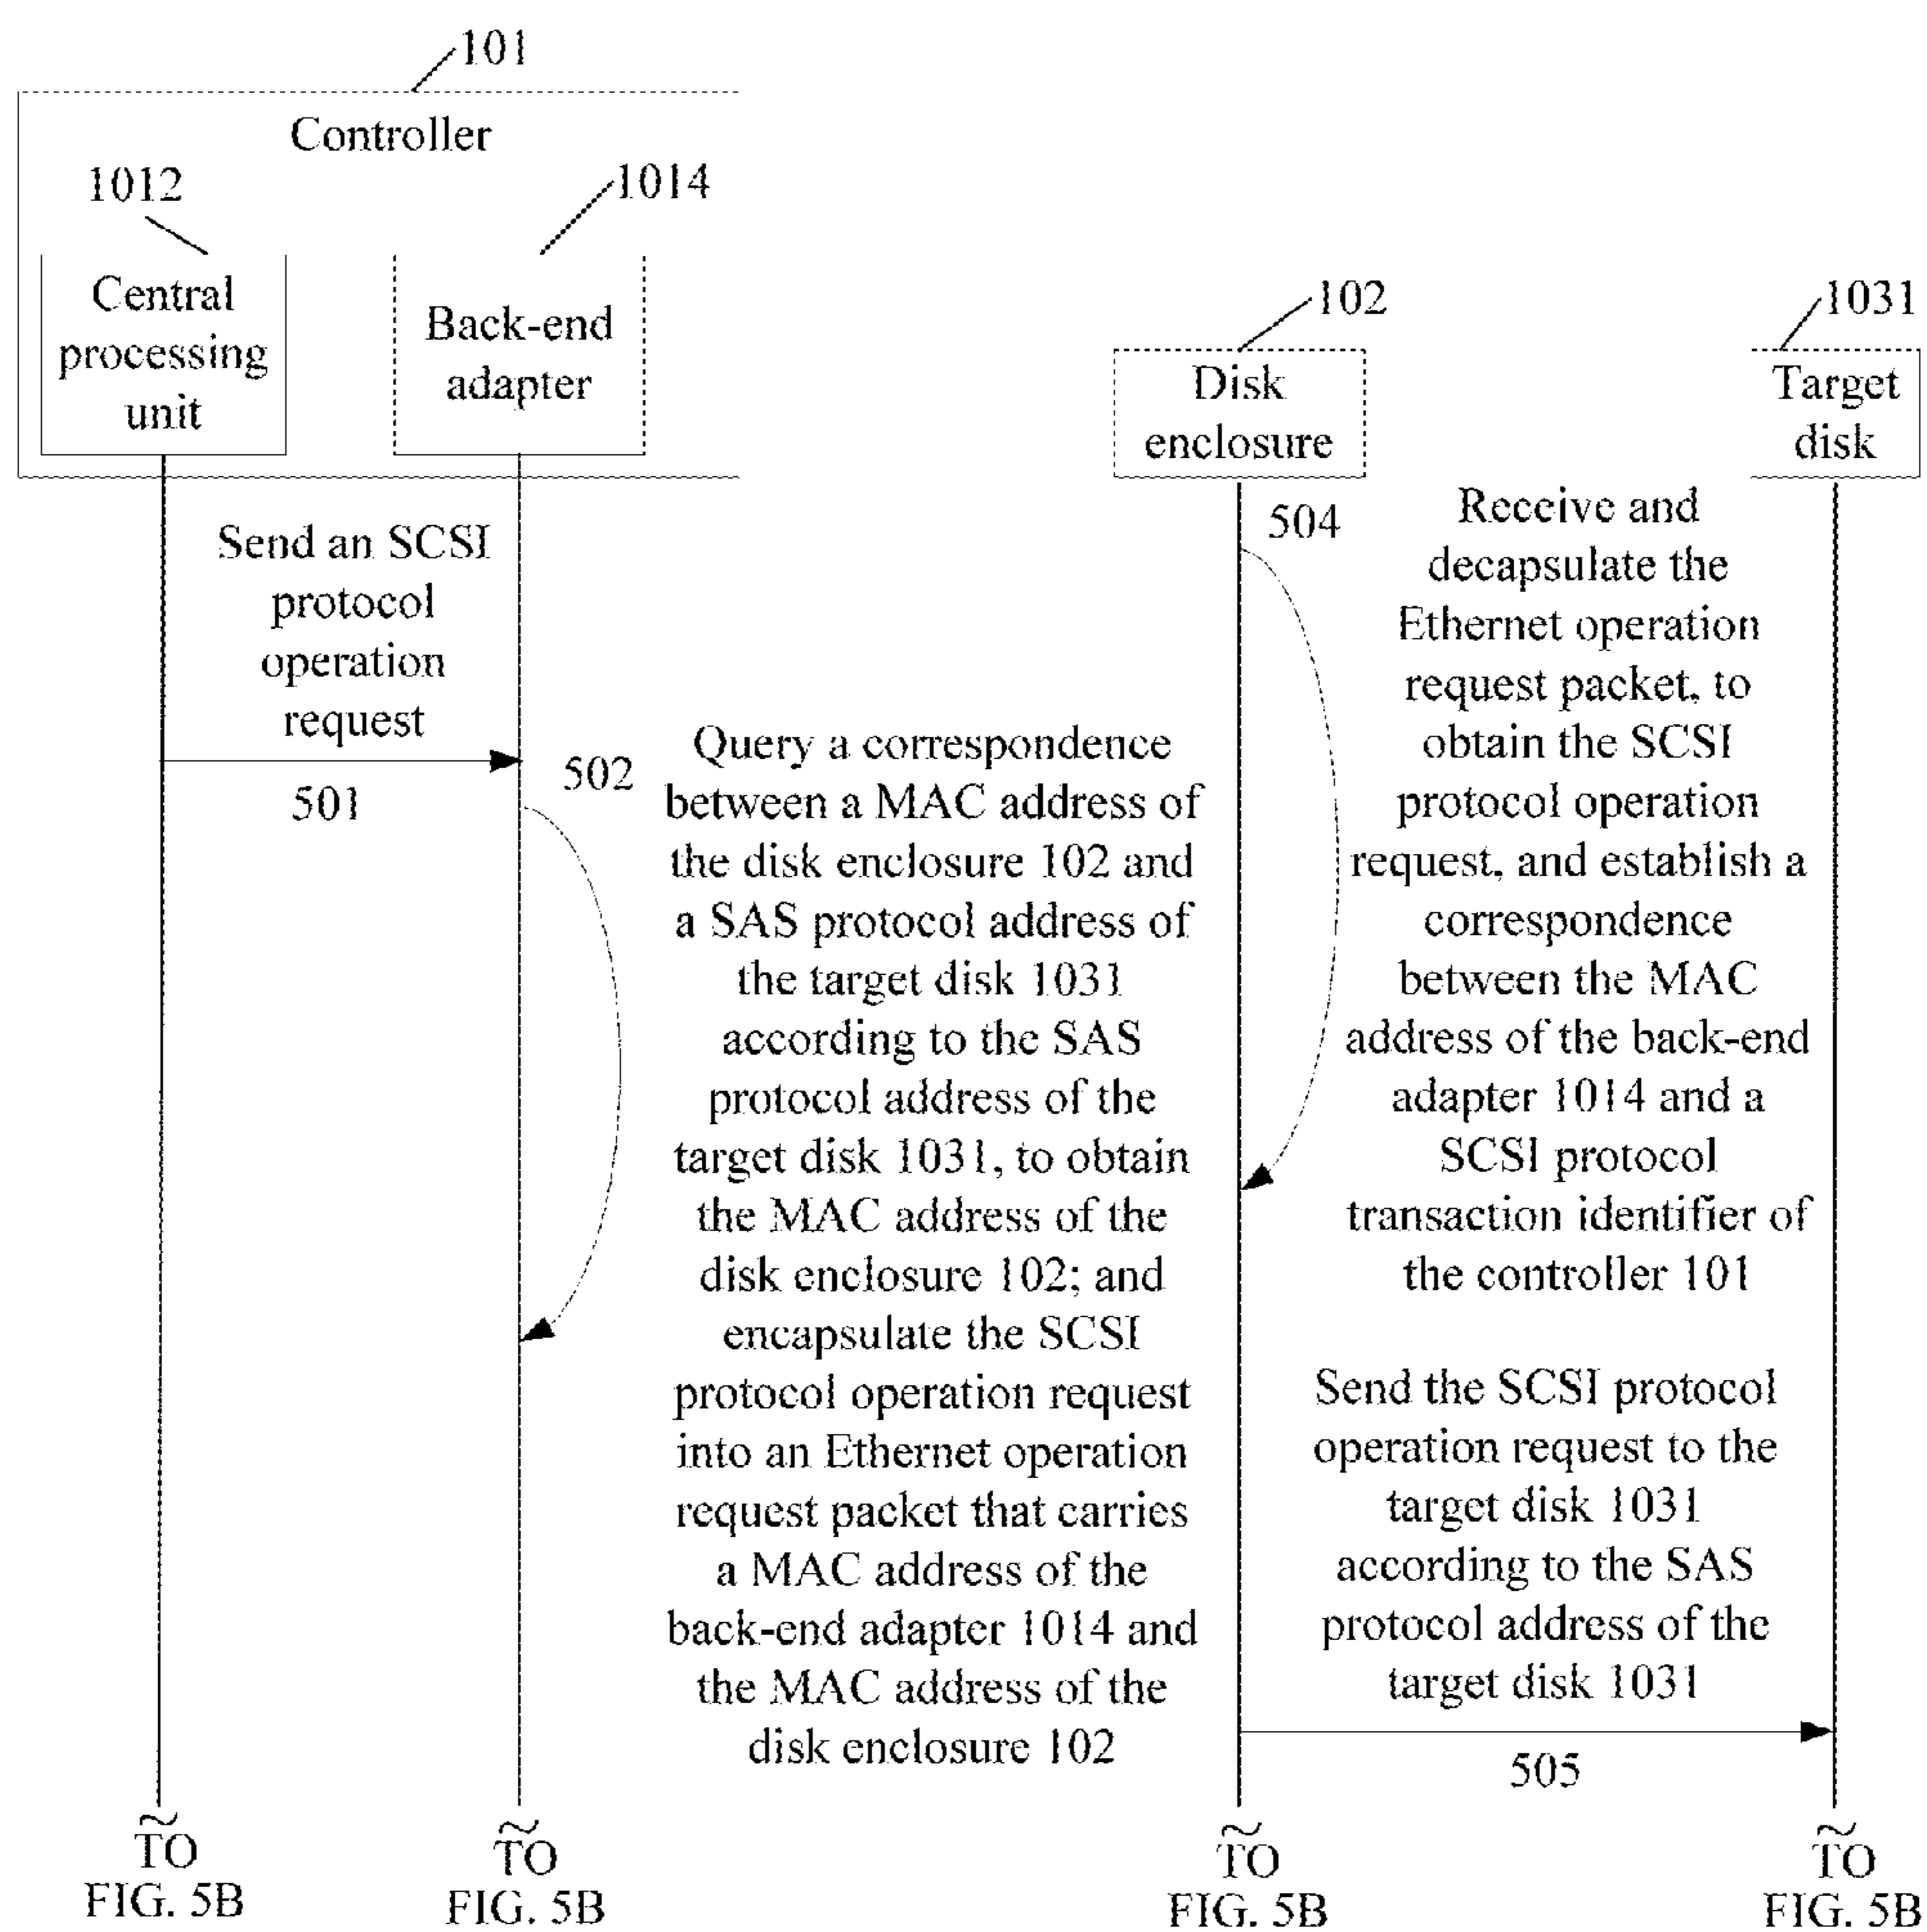 101
Controller
1012
1014
Central
processing
unit
Back-end
adapter
102
Disk
enclosure
1031
Target
disk
Send an SCSI
protocol
operation
request
501
502
Query a correspondence
between a MAC address of
the disk enclosure 102 and
a SAS protocol address of
the target disk 1031
according to the SAS
protocol address of the
target disk 1031, to obtain
the MAC address of the
disk enclosure 102; and
encapsulate the SCSI
protocol operation request
into an Ethernet operation
request packet that carries
a MAC address of the
back-end adapter 1014 and
the MAC address of the
disk enclosure 102
504
Receive and
decapsulate the
Ethernet operation
request packet, to
obtain the SCSI
protocol operation
request, and establish a
correspondence
between the MAC
address of the back-end
adapter 1014 and a
SCSI protocol
transaction identifier of
the controller 101
Send the SCSI protocol
operation request to the
target disk 1031
according to the SAS
protocol address of the
target disk 1031
505
TO
FIG. 5B
TO
FIG. 5B
TO
FIG. 5B
TO
FIG. 5B